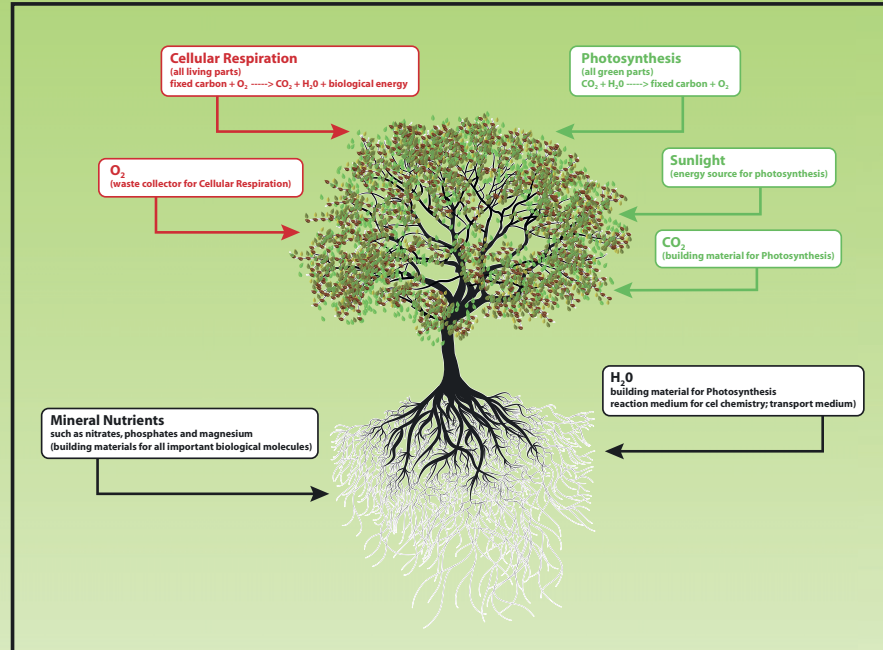 Cellular Respiration
(all living parts)
fixed carbon + O₂ -----> CO₂ + H₂0 + biological energy
Photosynthesis
(all green parts)
CO₂ + H₂0 -----> fixed carbon + O₂
O₂
(waste collector for Cellular Respiration)
Sunlight
(energy source for photosynthesis)
CO₂
(building material for Photosynthesis)
H₂0
building material for Photosynthesis
reaction medium for cel chemistry; transport medium)
Mineral Nutrients
such as nitrates, phosphates and magnesium
(building materials for all important biological molecules)